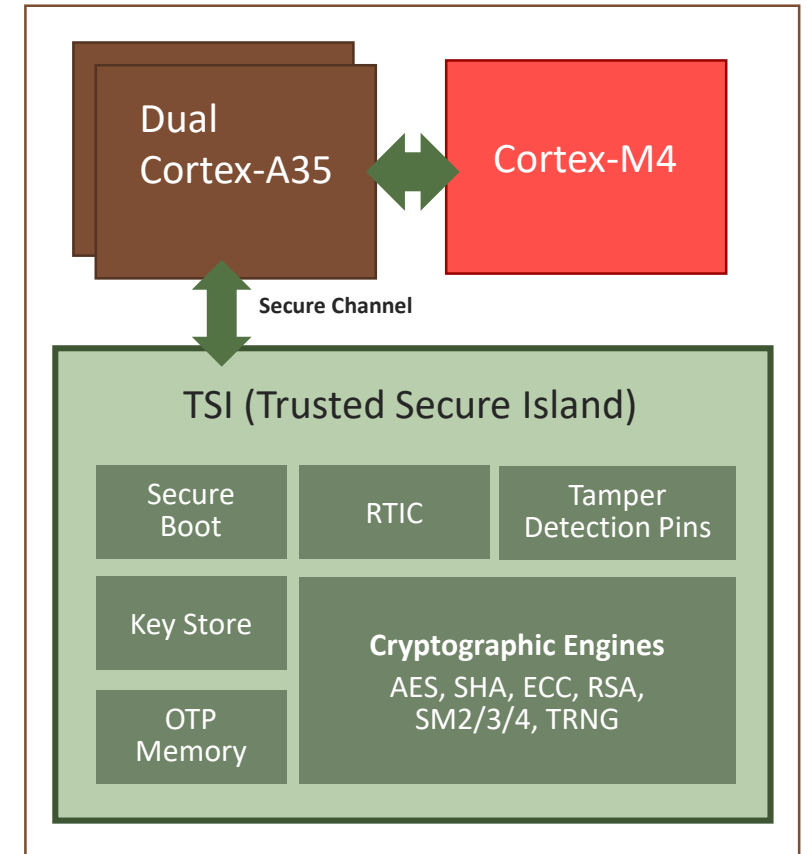 Dual
Cortex-A35
Cortex-M4
Secure Channel
TSI (Trusted Secure Island)
Secure
Boot
RTIC
Tamper
Detection Pins
Key Store
Cryptographic Engines
AES, SHA, ECC, RSA,
SM2/3/4, TRNG
OTP
Memory